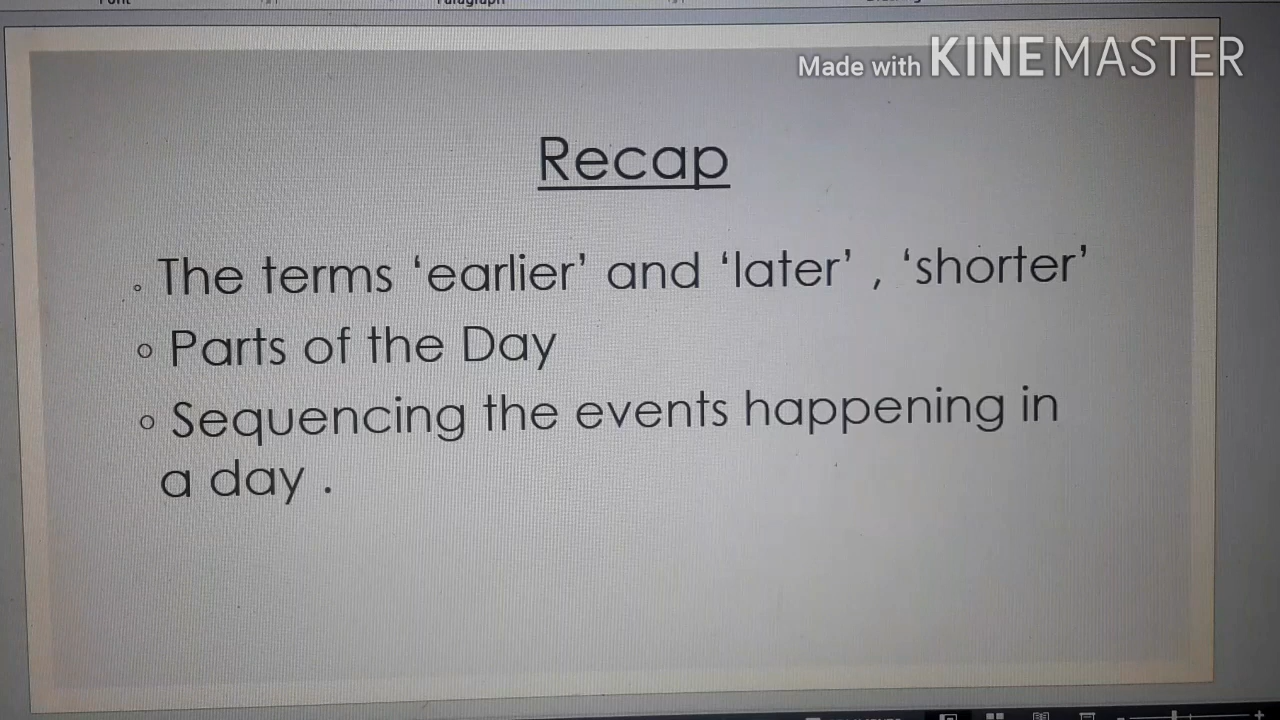 Made with KINEMASTER
Recap
The terms ‘earlier’ and ‘later’ , ‘shorter’
Parts of the Day
Sequencing the events happening in
a day .